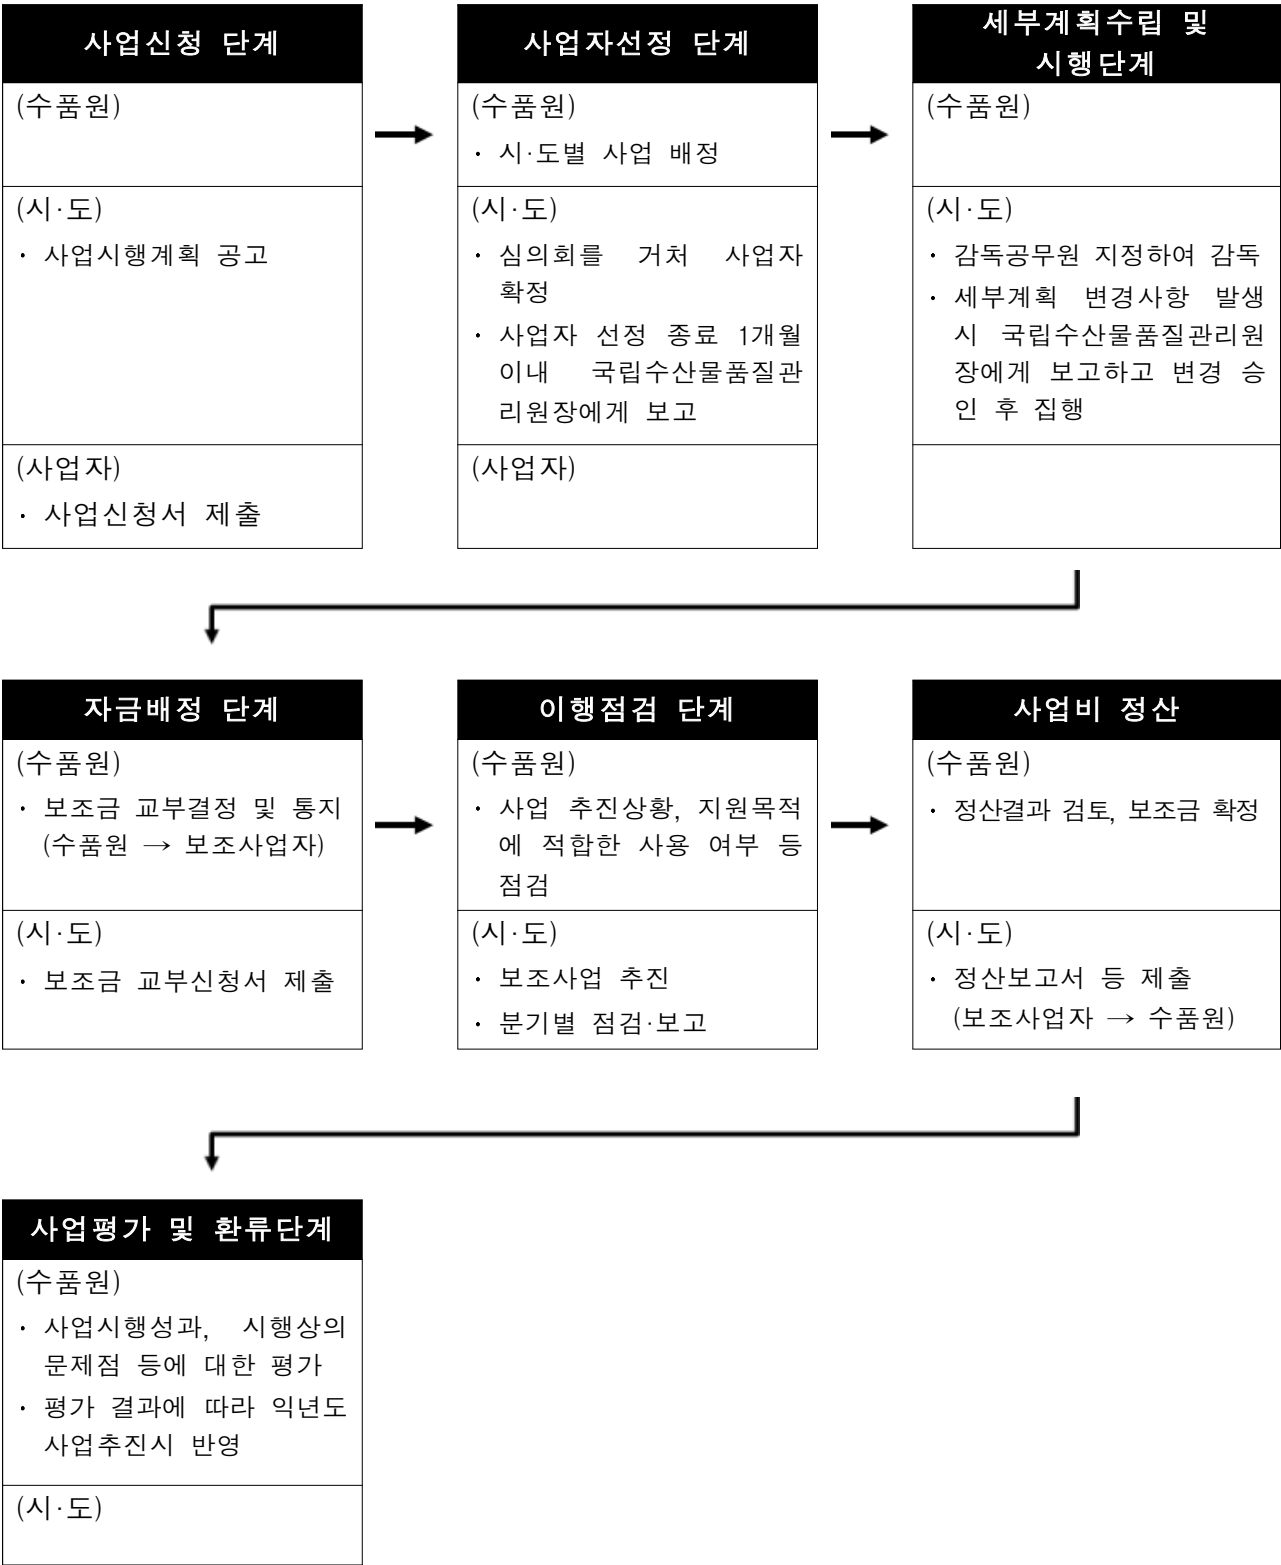 사업신청 단계
(수품원)
(시·도)
· 사업시행계획 공고
(사업자)
· 사업신청서 제출
사업자선정 단계
(수품원)
· 시·도별 사업 배정
(시·도)
· 심의회를 거처 사업자
확정
· 사업자 선정 종료 1개월
이내 국립수산물품질관
리원장에게 보고
(사업자)
세부계획수립 및
시행단계
(수품원)
(시·도)
· 감독공무원 지정하여 감독
· 세부계획 변경사항 발생
시 국립수산물품질관리원
장에게 보고하고 변경 승
인 후 집행
자금배정 단계
(수품원)
· 보조금 교부결정 및 통지
(수품원 → 보조사업자)
(시·도)
· 보조금 교부신청서 제출
이행점검 단계
(수품원)
· 사업 추진상황, 지원목적
에 적합한 사용 여부 등
점검
(시·도)
· 보조사업 추진
· 분기별 점검·보고
사업비 정산
(수품원)
· 정산결과 검토, 보조금 확정
(시·도)
· 정산보고서 등 제출
(보조사업자 → 수품원)
사업평가 및 환류단계
(수품원)
· 사업시행성과, 시행상의
문제점 등에 대한 평가
· 평가 결과에 따라 익년도
사업추진시 반영
(시·도)